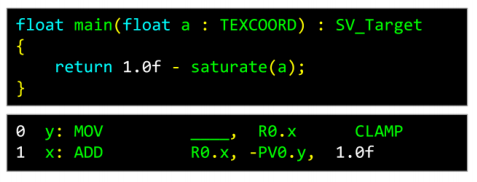 float main(float a : TEXCOORD) : SV_Target
{
    return 1.0f - saturate(a);
}
0  y: MOV         ____,  R0.x      CLAMP
1  x: ADD         R0.x, -PV0.y,  1.0f